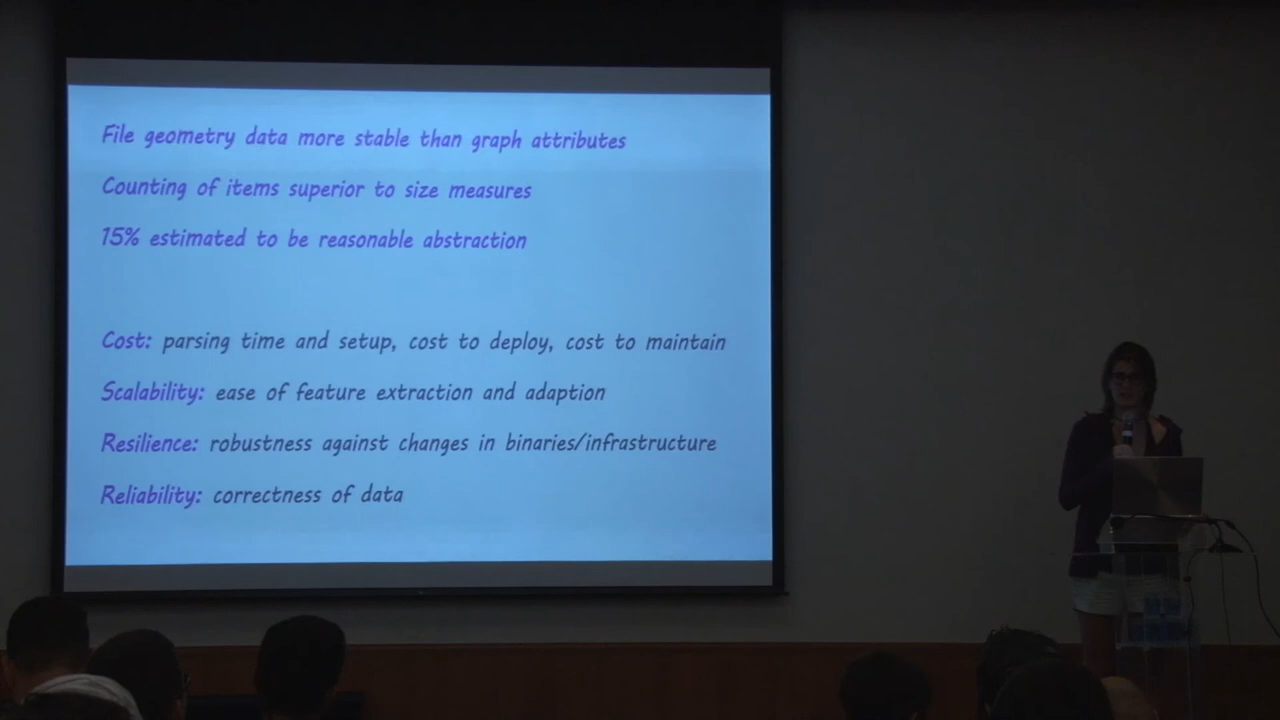 File geometry data more stable than graph attributes
Counting of items superior to size measures
15% estimated to be reasonable abstraction
Cost: parsing time and setup, cost to deploy, cost to maintain
Scalability: ease of feature extraction and adaption
Resilience: robustness against changes in binaries/infrastructure
Reliability: correctness of data